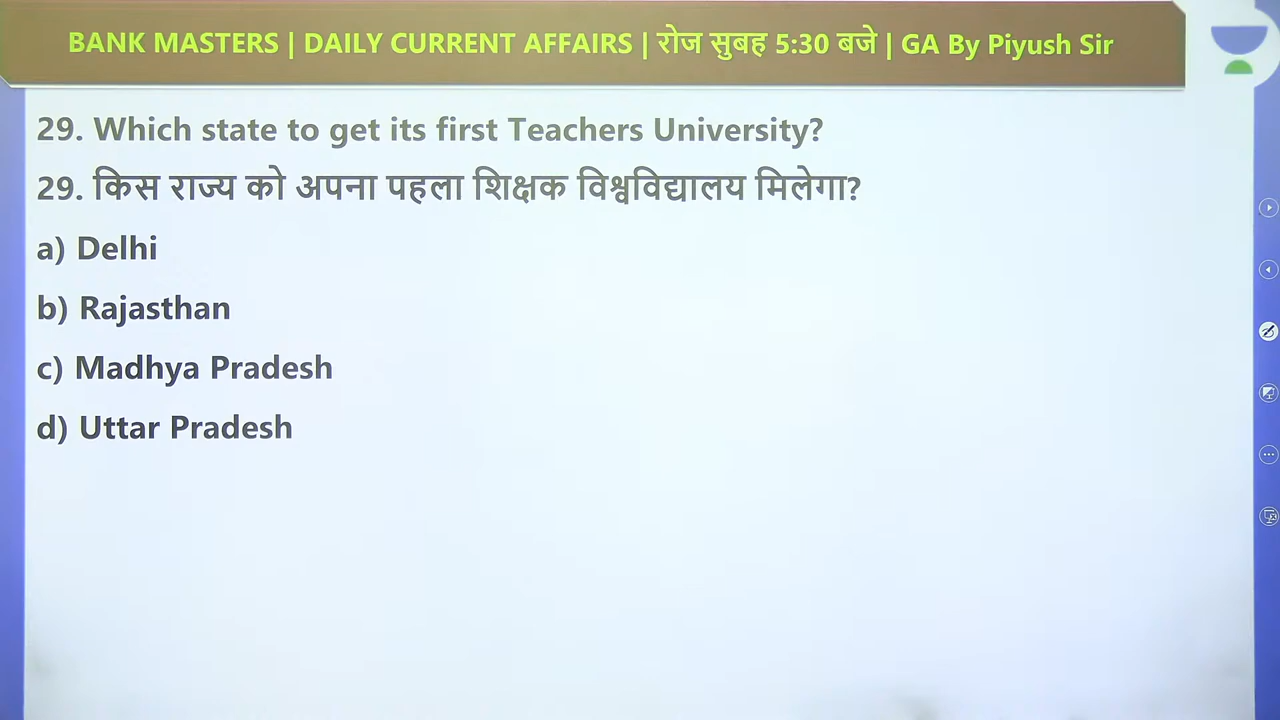 BANK MASTERS | DAILY CURRENT AFFAIRS | रोज सुबह 5:30 बजे | GA By Piyush Sir
29. Which state to get its first Teachers University?
29. किस राज्य को अपना पहला शिक्षक विश्वविद्यालय मिलेगा?
a) Delhi
b) Rajasthan
c) Madhya Pradesh
d) Uttar Pradesh